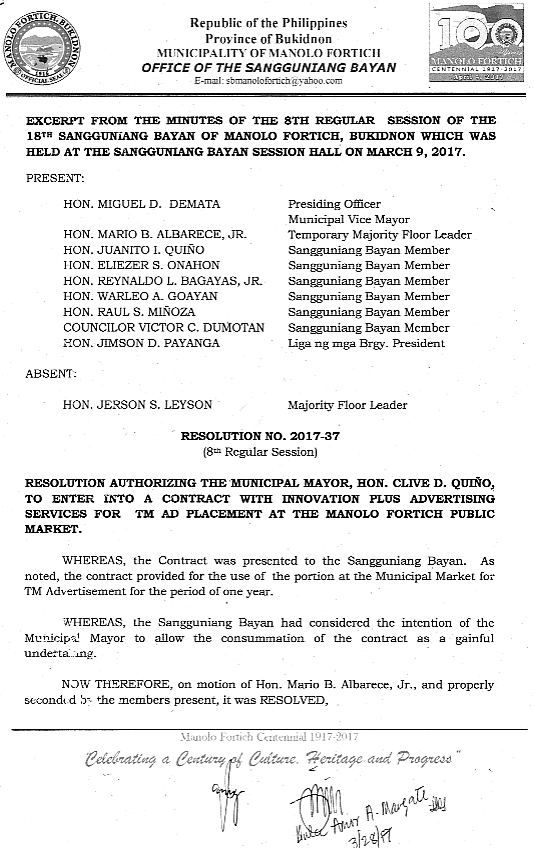 Republic of the Philippines
Province of Bukidnon
MUNICIPALITY OF MANOLO FORTICH
OFFICE OF THE SANGGUNIANG BAYAN
E-mail: sbmanolofortich@yahoo.com
MANOLO FORTICH, BUKIDNON
OFFICIAL SEAL
100
MANOLO FORTICH
CENTENNIAL 1917-2017
EXCERPT FROM THE MINUTES OF THE 8TH REGULAR SESSION OF THE
18TH SANGGUNIANG BAYAN OF MANOLO FORTICH, BUKIDNON WHICH WAS
HELD AT THE SANGGUNIANG BAYAN SESSION HALL ON MARCH 9, 2017.
PRESENT:
HON. MIGUEL D. DEMATA Presiding Officer
Municipal Vice Mayor
HON. MARIO B. ALBARECE, JR. Temporary Majority Floor Leader
HON. JUANITO I. QUIÑO Sangguniang Bayan Member
HON. ELIEZER S. ONAHON Sangguniang Bayan Member
HON. REYNALDO L. BAGAYAS, JR. Sangguniang Bayan Member
HON. WARLEO A. GOAYAN Sangguniang Bayan Member
HON. RAUL S. MIÑOZA Sangguniang Bayan Member
COUNCILOR VICTOR C. DUMOTAN Sangguniang Bayan Member
HON. JIMSON D. PAYANGA Liga ng mga Brgy. President
ABSENT:
HON. JERSON S. LEYSON Majority Floor Leader
RESOLUTION NO. 2017-37
(8th Regular Session)
RESOLUTION AUTHORIZING THE MUNICIPAL MAYOR, HON. CLIVE D. QUIÑO,
TO ENTER INTO A CONTRACT WITH INNOVATION PLUS ADVERTISING
SERVICES FOR TM AD PLACEMENT AT THE MANOLO FORTICH PUBLIC
MARKET.
WHEREAS, the Contract was presented to the Sangguniang Bayan. As
noted, the contract provided for the use of the portion at the Municipal Market for
TM Advertisement for the period of one year.
WHEREAS, the Sangguniang Bayan had considered the intention of the
Municipal Mayor to allow the consummation of the contract as a gainful
undertaking.
NOW THEREFORE, on motion of Hon. Mario B. Albarece, Jr., and properly
seconded by the members present, it was RESOLVED,
Manolo Fortich Centennial 1917-2017
"Celebrating a Century of Culture, Heritage and Progress"
Amor A. Margate